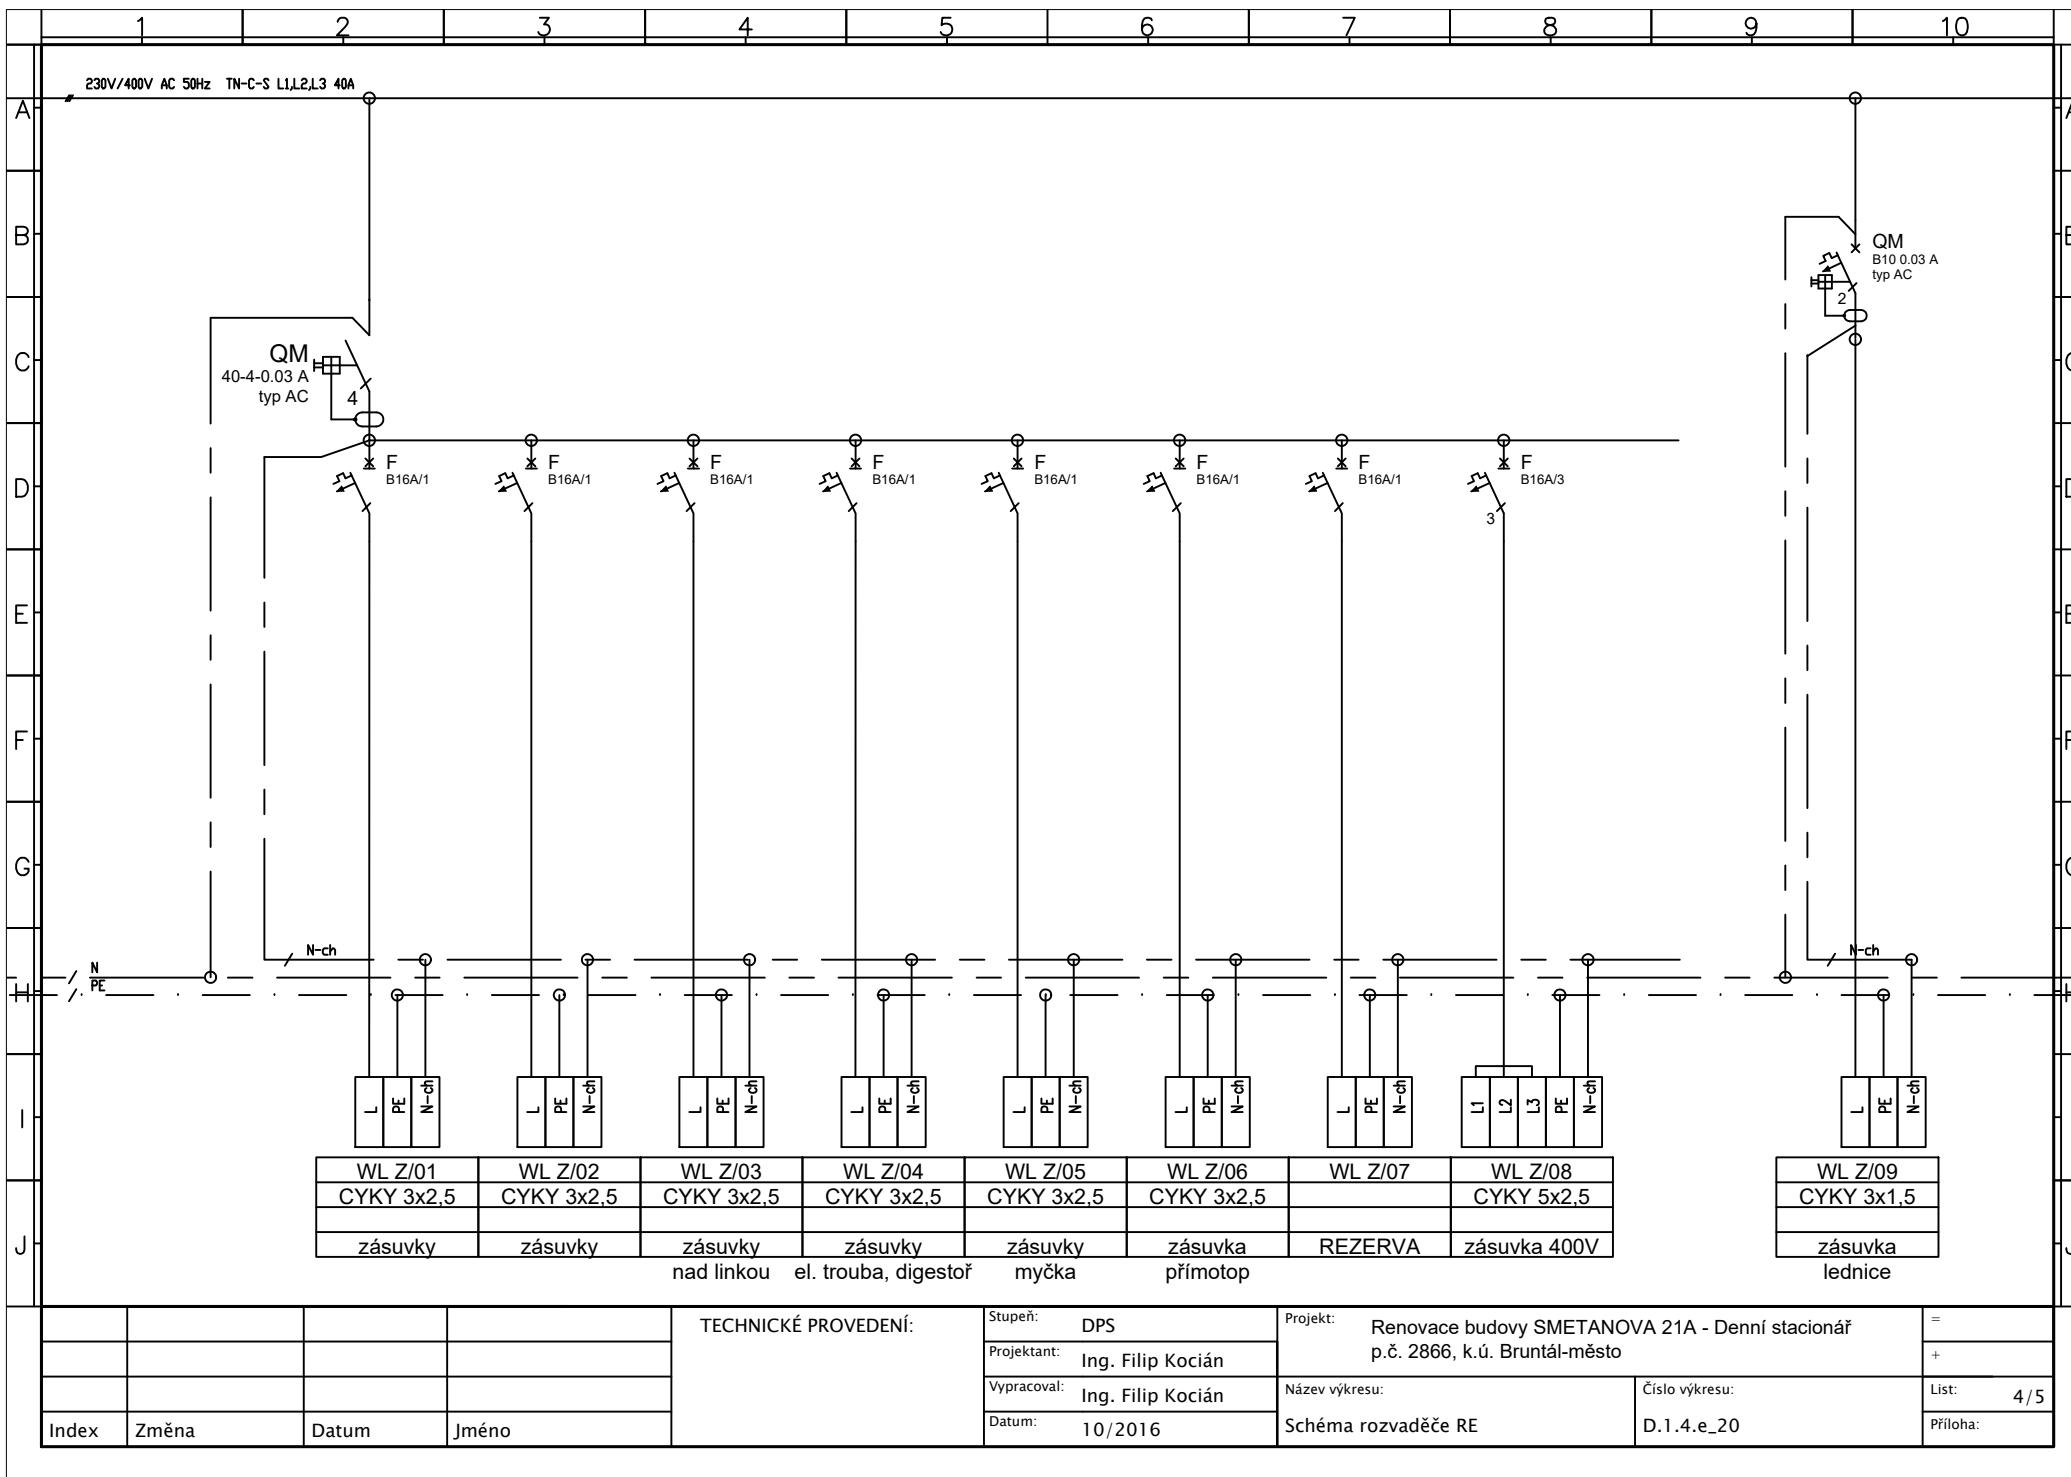 1 2 3 4 5 6 7 8 9 10
230V/400V AC 50Hz TN-C-S L1,L2,L3 40A
A
B
C
D
E
F
G
H
I
J
QM
B10 0.03 A
typ AC
2
QM
40-4-0.03 A
typ AC
4
F F F F F F F F
B16A/1 B16A/1 B16A/1 B16A/1 B16A/1 B16A/1 B16A/1 B16A/3
3
N-ch N-ch
N
PE
L PE N-ch L PE N-ch L PE N-ch L PE N-ch L PE N-ch L PE N-ch L PE N-ch L1 L2 L3 PE N-ch L PE N-ch
WL Z/01 WL Z/02 WL Z/03 WL Z/04 WL Z/05 WL Z/06 WL Z/07 WL Z/08 WL Z/09
CYKY 3x2,5 CYKY 3x2,5 CYKY 3x2,5 CYKY 3x2,5 CYKY 3x2,5 CYKY 3x2,5 CYKY 5x2,5 CYKY 3x1,5
zásuvky zásuvky zásuvky zásuvky zásuvky zásuvka REZERVA zásuvka 400V zásuvka
nad linkou el. trouba, digestoř myčka přímotop lednice
TECHNICKÉ PROVEDENÍ:
Stupeň: DPS
Projektant: Ing. Filip Kocián
Vypracoval: Ing. Filip Kocián
Datum: 10/2016
Projekt: Renovace budovy SMETANOVA 21A - Denní stacionář
p.č. 2866, k.ú. Bruntál-město
Název výkresu:
Schéma rozvaděče RE
Číslo výkresu:
D.1.4.e_20
=
+
List: 4/5
Příloha:
Index Změna Datum Jméno